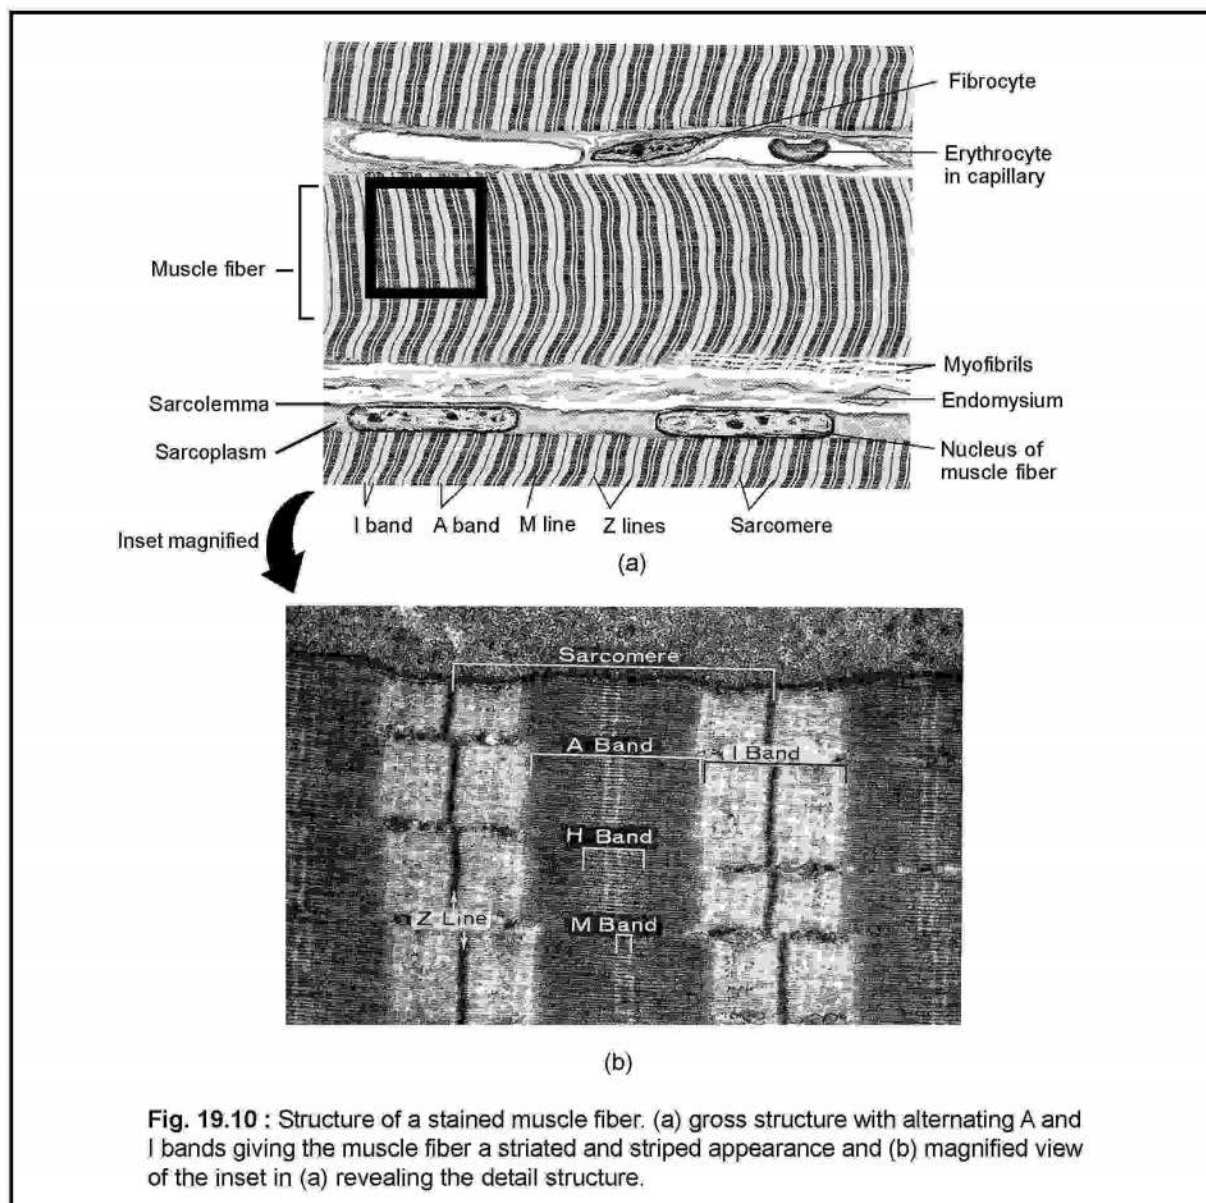 Fibrocyte
Erythrocyte
in capillary
Muscle fiber
Myofibrils
Sarcolemma
Endomysium
Sarcoplasm
Nucleus of
muscle fiber
I band
A band
M line
Z lines
Sarcomere
Inset magnified
(a)
Sarcomere
A Band
I Band
H Band
Z Line
M Band
(b)
Fig. 19.10 : Structure of a stained muscle fiber. (a) gross structure with alternating A and
I bands giving the muscle fiber a striated and striped appearance and (b) magnified view
of the inset in (a) revealing the detail structure.